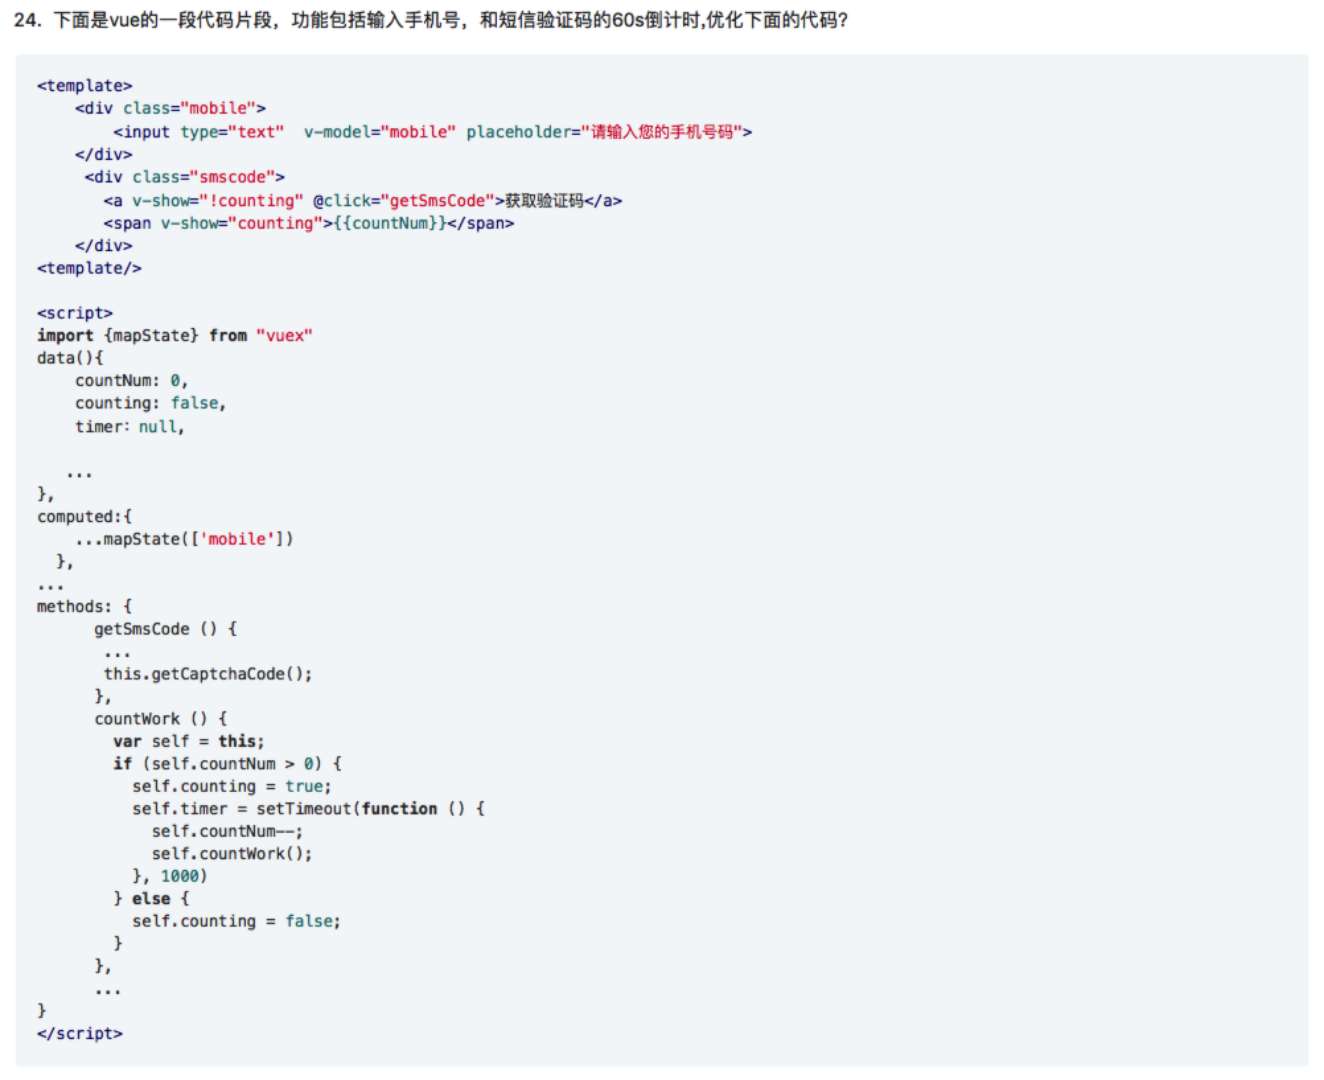 24. 下面是vue的一段代码片段，功能包括输入手机号，和短信验证码的60s倒计时,优化下面的代码?
<template>
<div class="mobile">
<input type="text"  v-model="mobile" placeholder="请输入您的手机号码">
</div>
<div class="smscode">
<a v-show="!counting" @click="getSmsCode">获取验证码</a>
<span v-show="counting">{{countNum}}</span>
</div>
<template/>
<script>
import {mapState} from "vuex"
data(){
countNum: 0,
counting: false,
timer: null,
...
},
computed:{
...mapState(['mobile'])
},
...
methods: {
getSmsCode () {
...
this.getCaptchaCode();
},
countWork () {
var self = this;
if (self.countNum > 0) {
self.counting = true;
self.timer = setTimeout(function () {
self.countNum--;
self.countWork();
}, 1000)
} else {
self.counting = false;
}
},
...
}
</script>